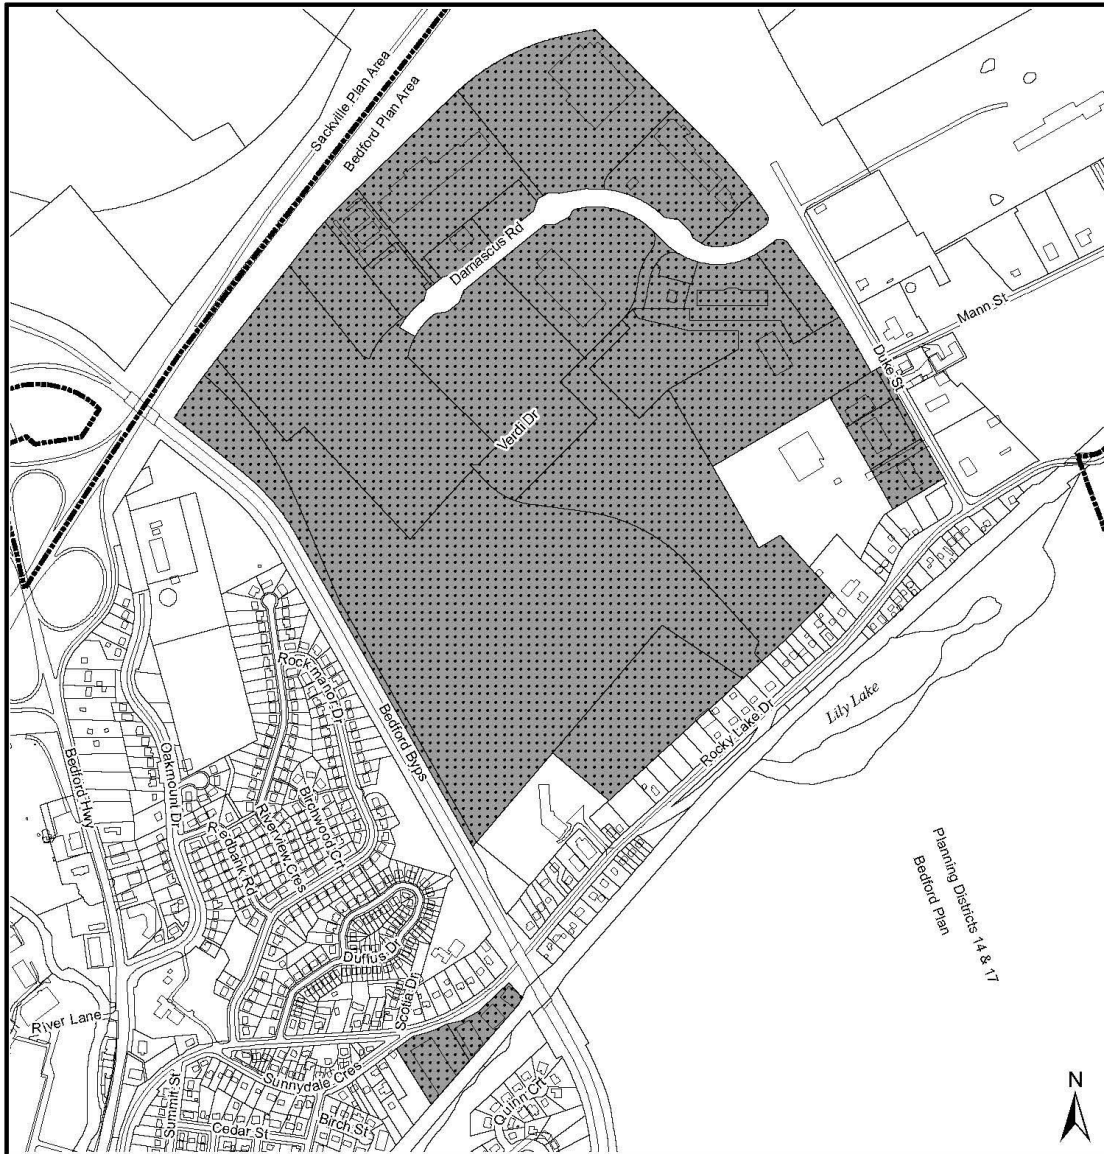 Sackville Plan Area
Bedford Plan Area
Damascus Rd
Mann St
Duke St
Verdi Dr
Rockmanor Dr
Lily Lake
Rocky Lake Dr
Bedford Byps
Bedford Hwy
Oakmount Dr
Birchwood Crt
Riverview Cres
Redbank Rd
Planning Districts 14 & 17
Bedford Plan
Duffus Dr
Scotia Dr
River Lane
Sunnydale Cres
Summit St
Cedar St
Birch St
Quinn Crt
N